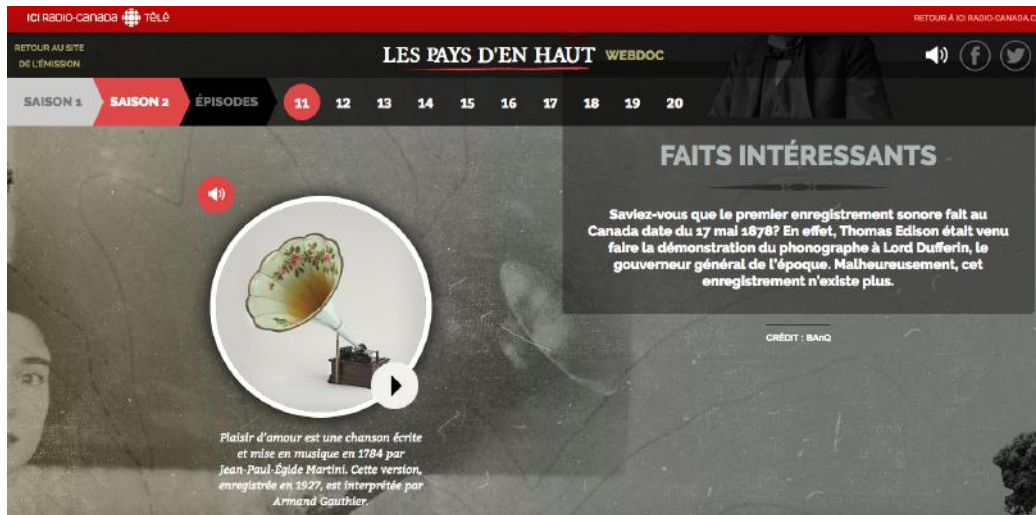 ICI RADIO-CANADA TÉLÉ
RETOUR À ICI RADIO-CANADA.C
RETOUR AU SITE
DE L'ÉMISSION
LES PAYS D'EN HAUT WEBDOC
SAISON 1 SAISON 2 ÉPISODES 11 12 13 14 15 16 17 18 19 20
FAITS INTÉRESSANTS
Saviez-vous que le premier enregistrement sonore fait au
Canada date du 17 mai 1878? En effet, Thomas Edison était venu
faire la démonstration du phonographe à Lord Dufferin, le
gouverneur général de l'époque. Malheureusement, cet
enregistrement n'existe plus.
CRÉDIT : BAnQ
Plaisir d'amour est une chanson écrite
et mise en musique en 1784 par
Jean-Paul-Égide Martini. Cette version,
enregistrée en 1927, est interprétée par
Armand Gauthier.